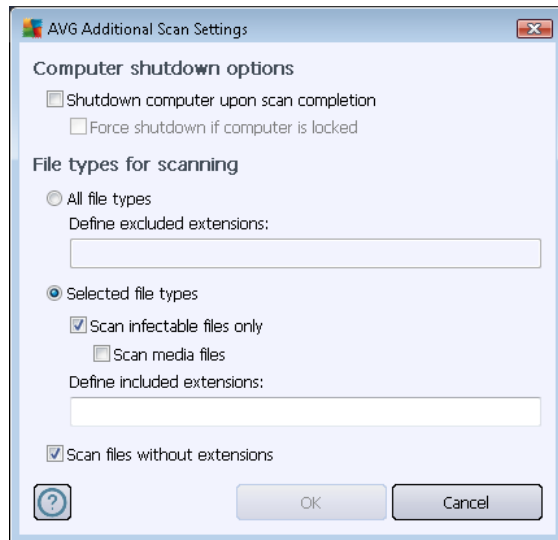 AVG Additional Scan Settings
Computer shutdown options
Shutdown computer upon scan completion
Force shutdown if computer is locked
File types for scanning
All file types
Define excluded extensions:
Selected file types
Scan infectable files only
Scan media files
Define included extensions:
Scan files without extensions
?
OK
Cancel